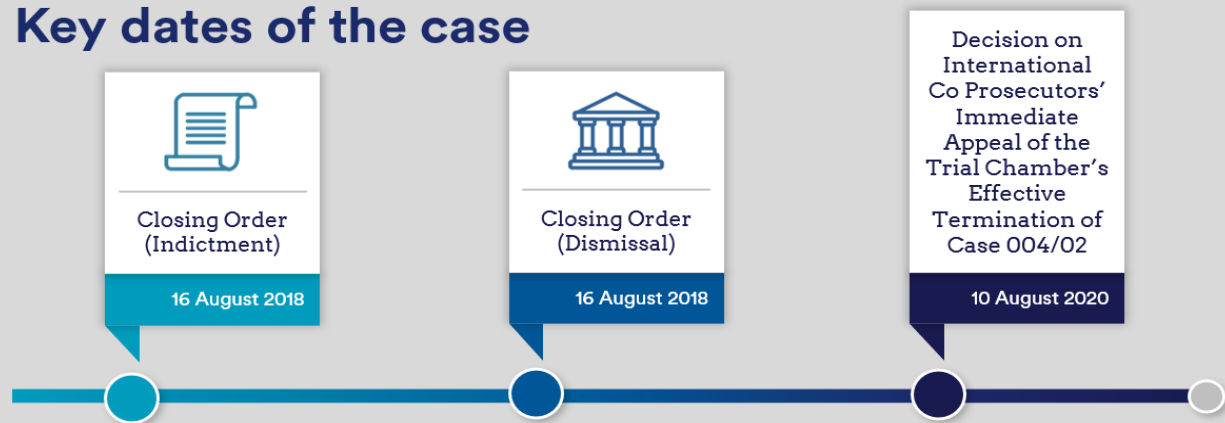 Key dates of the case
Closing Order
(Indictment)
16 August 2018
Closing Order
(Dismissal)
16 August 2018
Decision on
International
Co Prosecutors’
Immediate
Appeal of the
Trial Chamber’s
Effective
Termination of
Case 004/02
10 August 2020